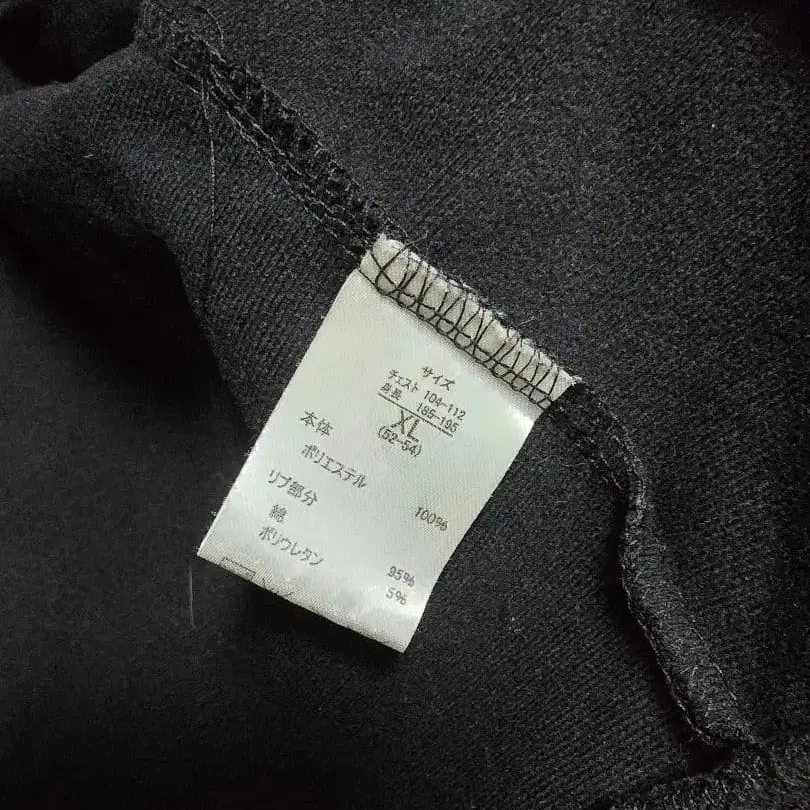 サイズ
チェスト 104-112
身長 185-195
XL
(52-54)
本体
ポリエステル 100%
リブ部分
綿 95%
ポリウレタン 5%